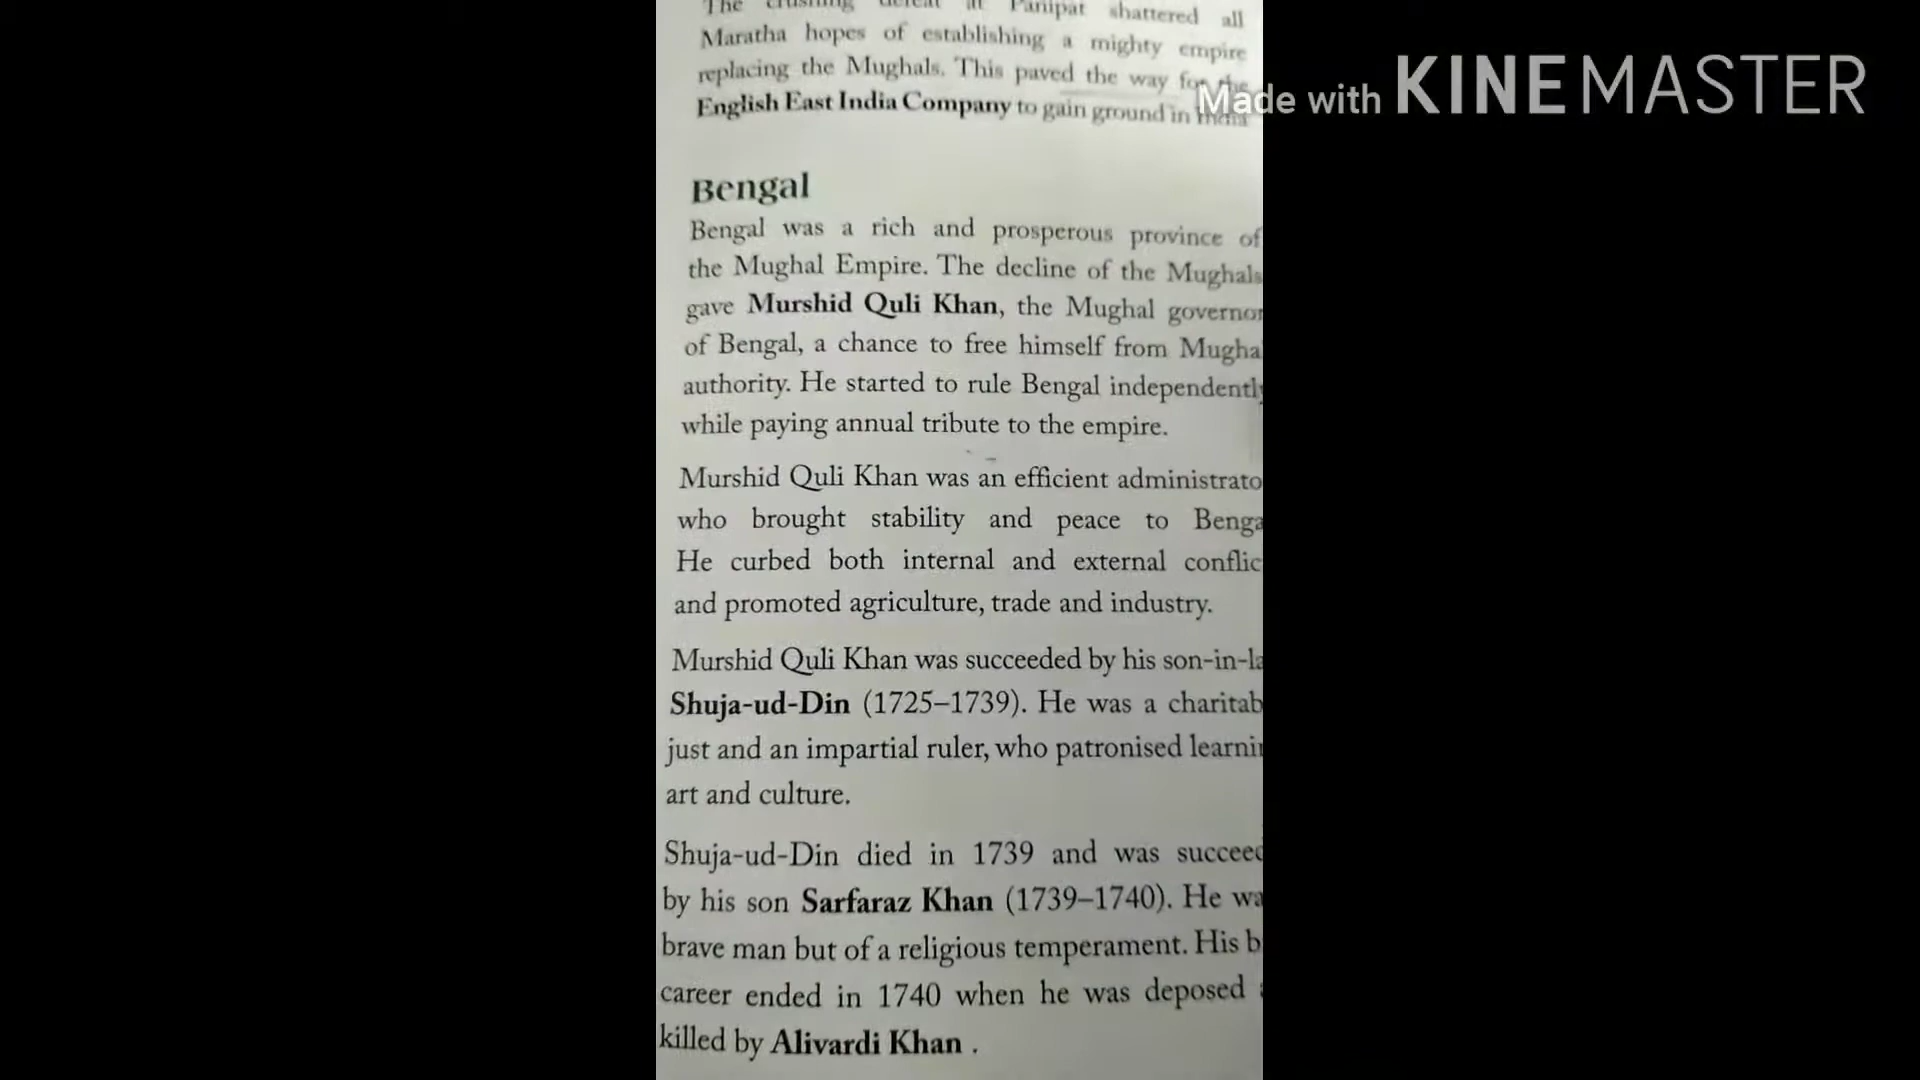 The crushing defeat at Panipat shattered all
Maratha hopes of establishing a mighty empire
replacing the Mughals. This paved the way for the
English East India Company to gain ground in India
Made with KINEMASTER
Bengal
Bengal was a rich and prosperous province of
the Mughal Empire. The decline of the Mughals
gave Murshid Quli Khan, the Mughal governor
of Bengal, a chance to free himself from Mugha
authority. He started to rule Bengal independently
while paying annual tribute to the empire.
Murshid Quli Khan was an efficient administrato
who brought stability and peace to Benga
He curbed both internal and external conflic
and promoted agriculture, trade and industry.
Murshid Quli Khan was succeeded by his son-in-la
Shuja-ud-Din (1725–1739). He was a charitab
just and an impartial ruler, who patronised learnin
art and culture.
Shuja-ud-Din died in 1739 and was succeed
by his son Sarfaraz Khan (1739–1740). He wa
brave man but of a religious temperament. His b
career ended in 1740 when he was deposed
killed by Alivardi Khan .